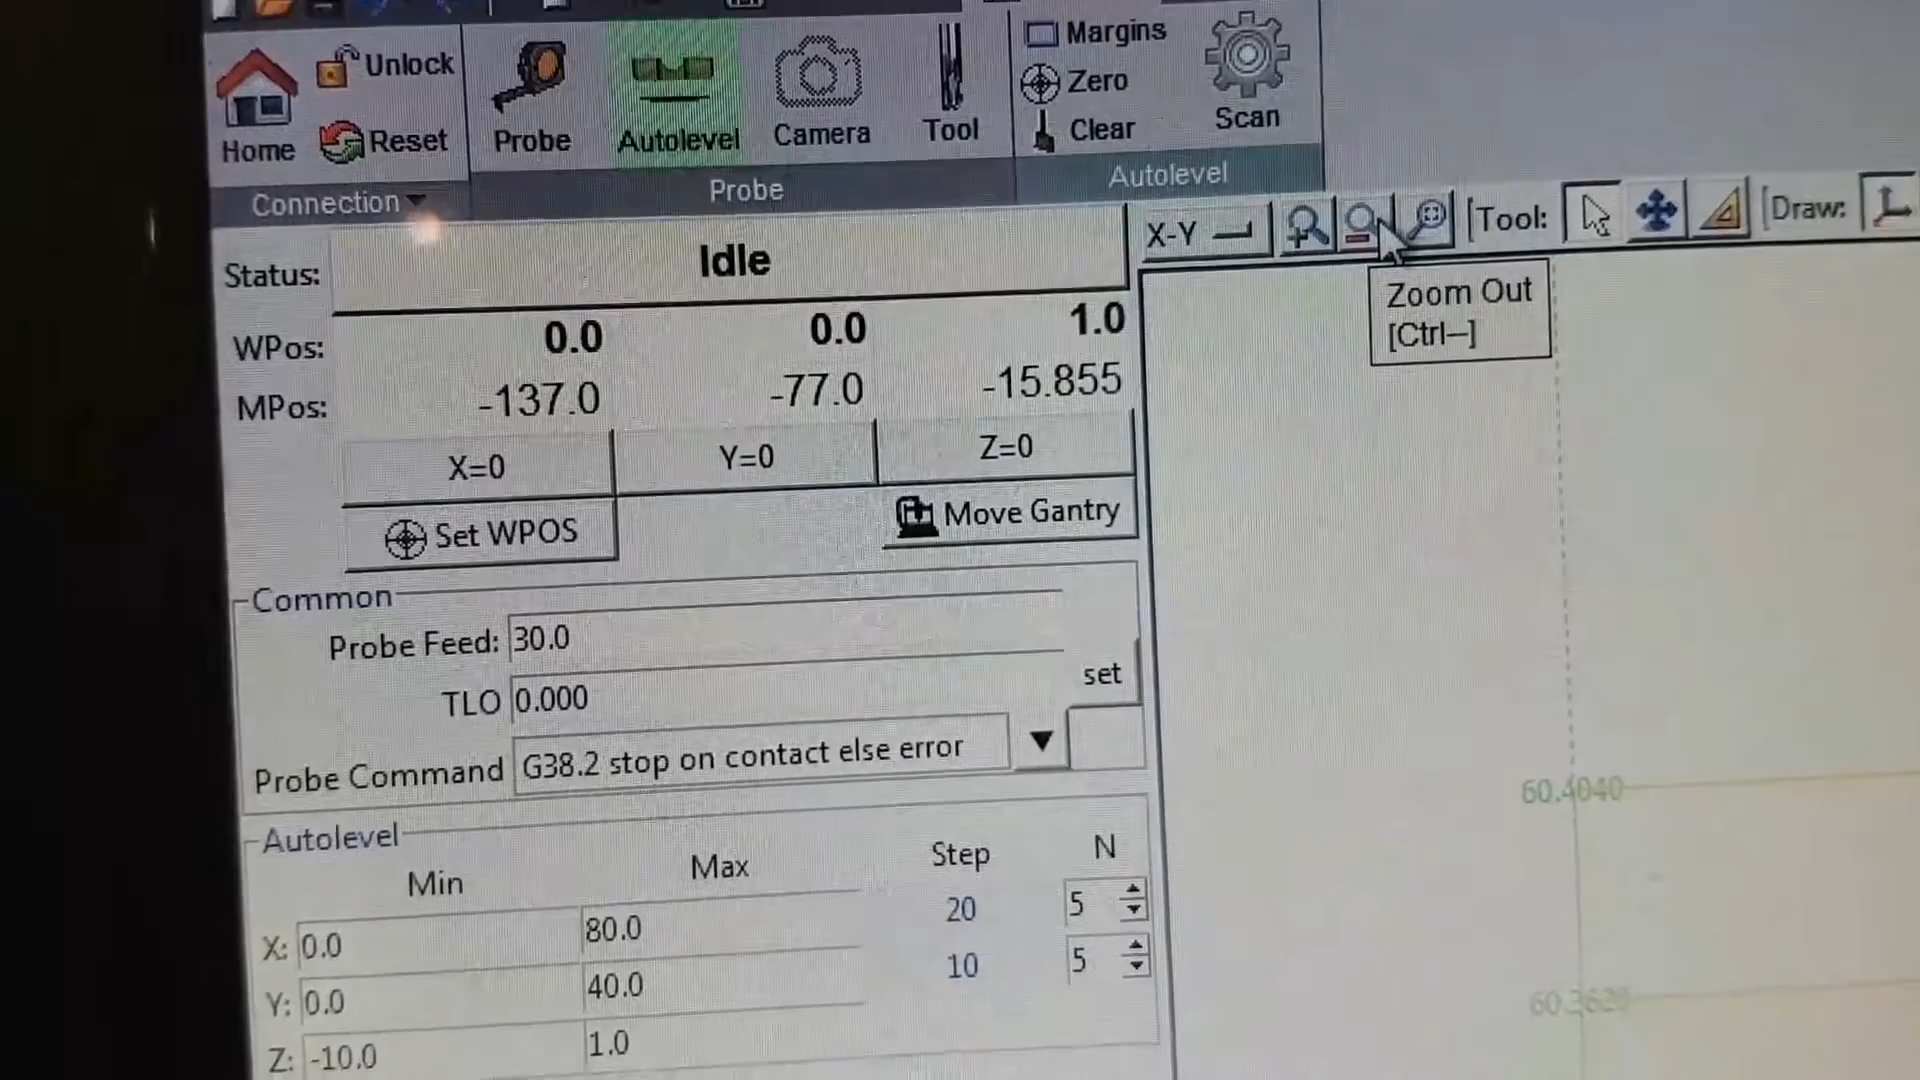 Home
Unlock
Reset
Connection
Probe
Autolevel
Camera
Tool
Probe
Margins
Zero
Clear
Scan
Autolevel
Status: Idle
WPos: 0.0 0.0 1.0
MPos: -137.0 -77.0 -15.855
X=0 Y=0 Z=0
Set WPOS
Move Gantry
X-Y
Tool:
Draw:
Zoom Out
[Ctrl--]
Common
Probe Feed: 30.0
TLO 0.000
set
Probe Command G38.2 stop on contact else error
Autolevel
Min Max Step N
X: 0.0 80.0 20 5
Y: 0.0 40.0 10 5
Z: -10.0 1.0
60.4040
60.3620